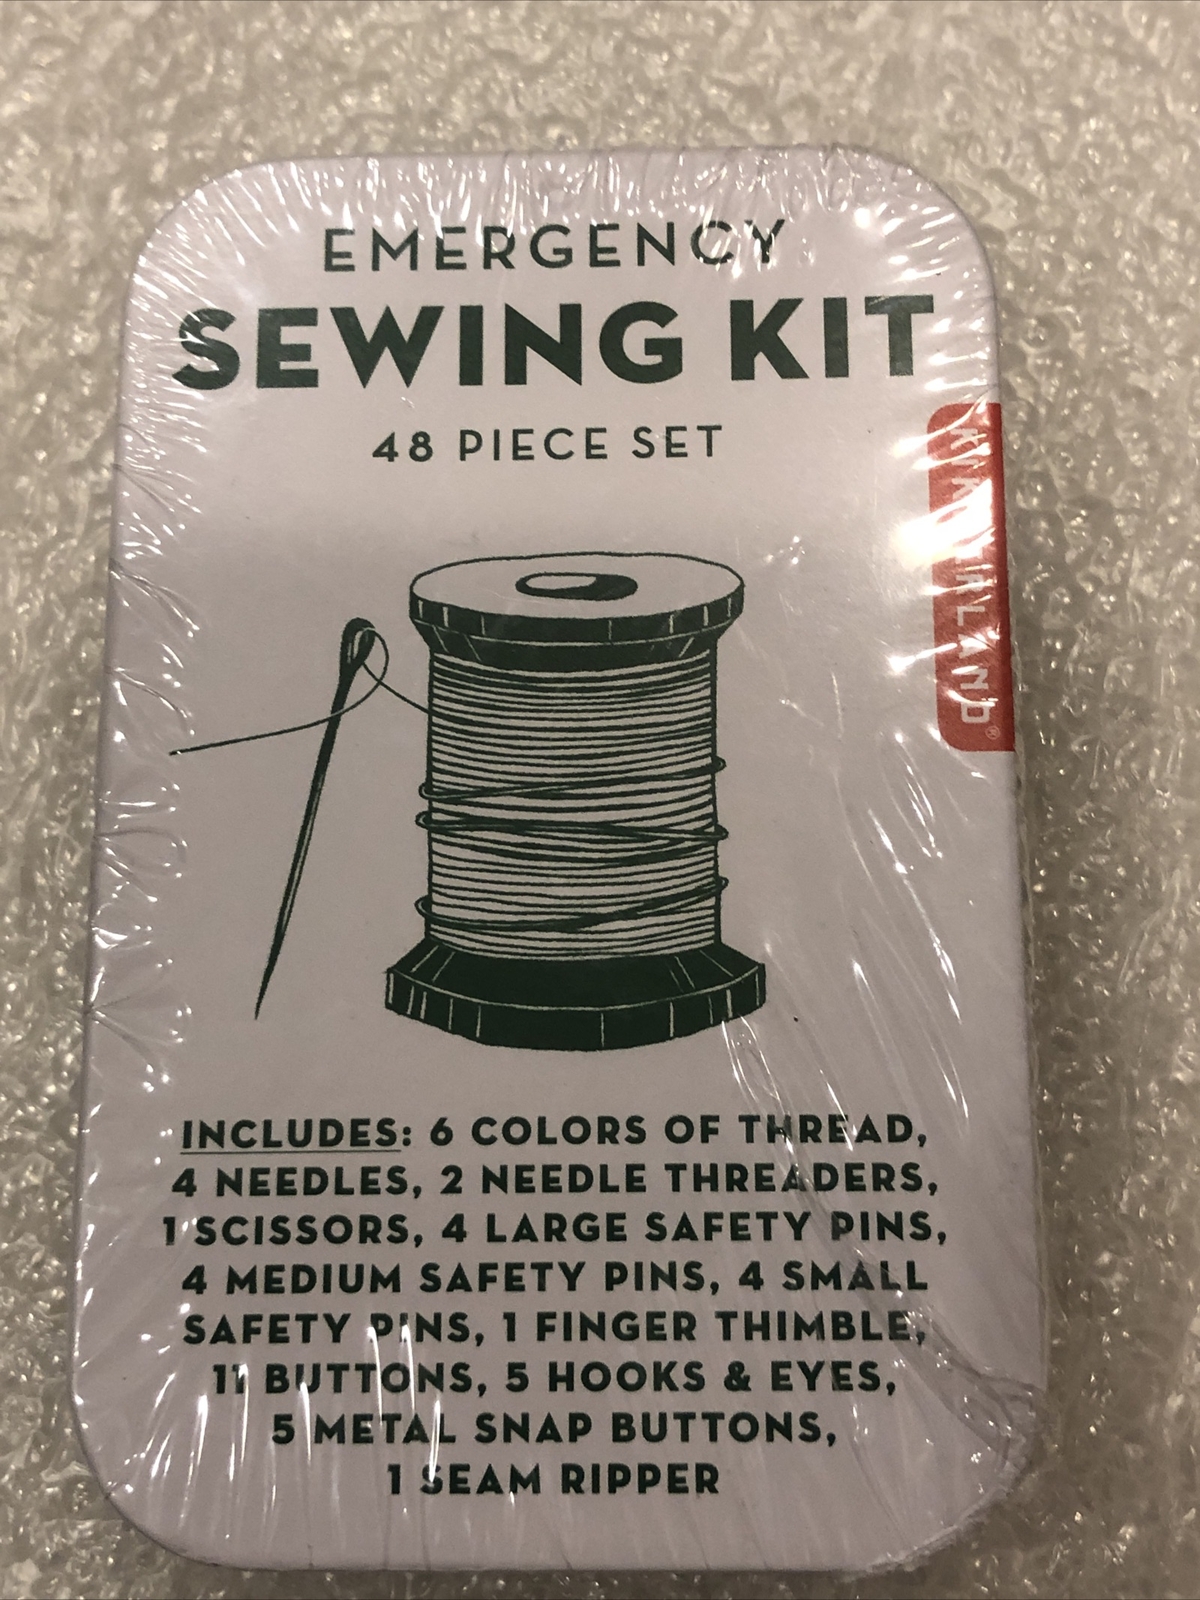 EMERGENCY
SEWING KIT
48 PIECE SET
KIKKERLAND®
INCLUDES: 6 COLORS OF THREAD,
4 NEEDLES, 2 NEEDLE THREADERS,
1 SCISSORS, 4 LARGE SAFETY PINS,
4 MEDIUM SAFETY PINS, 4 SMALL
SAFETY PINS, 1 FINGER THIMBLE,
11 BUTTONS, 5 HOOKS & EYES,
5 METAL SNAP BUTTONS,
1 SEAM RIPPER